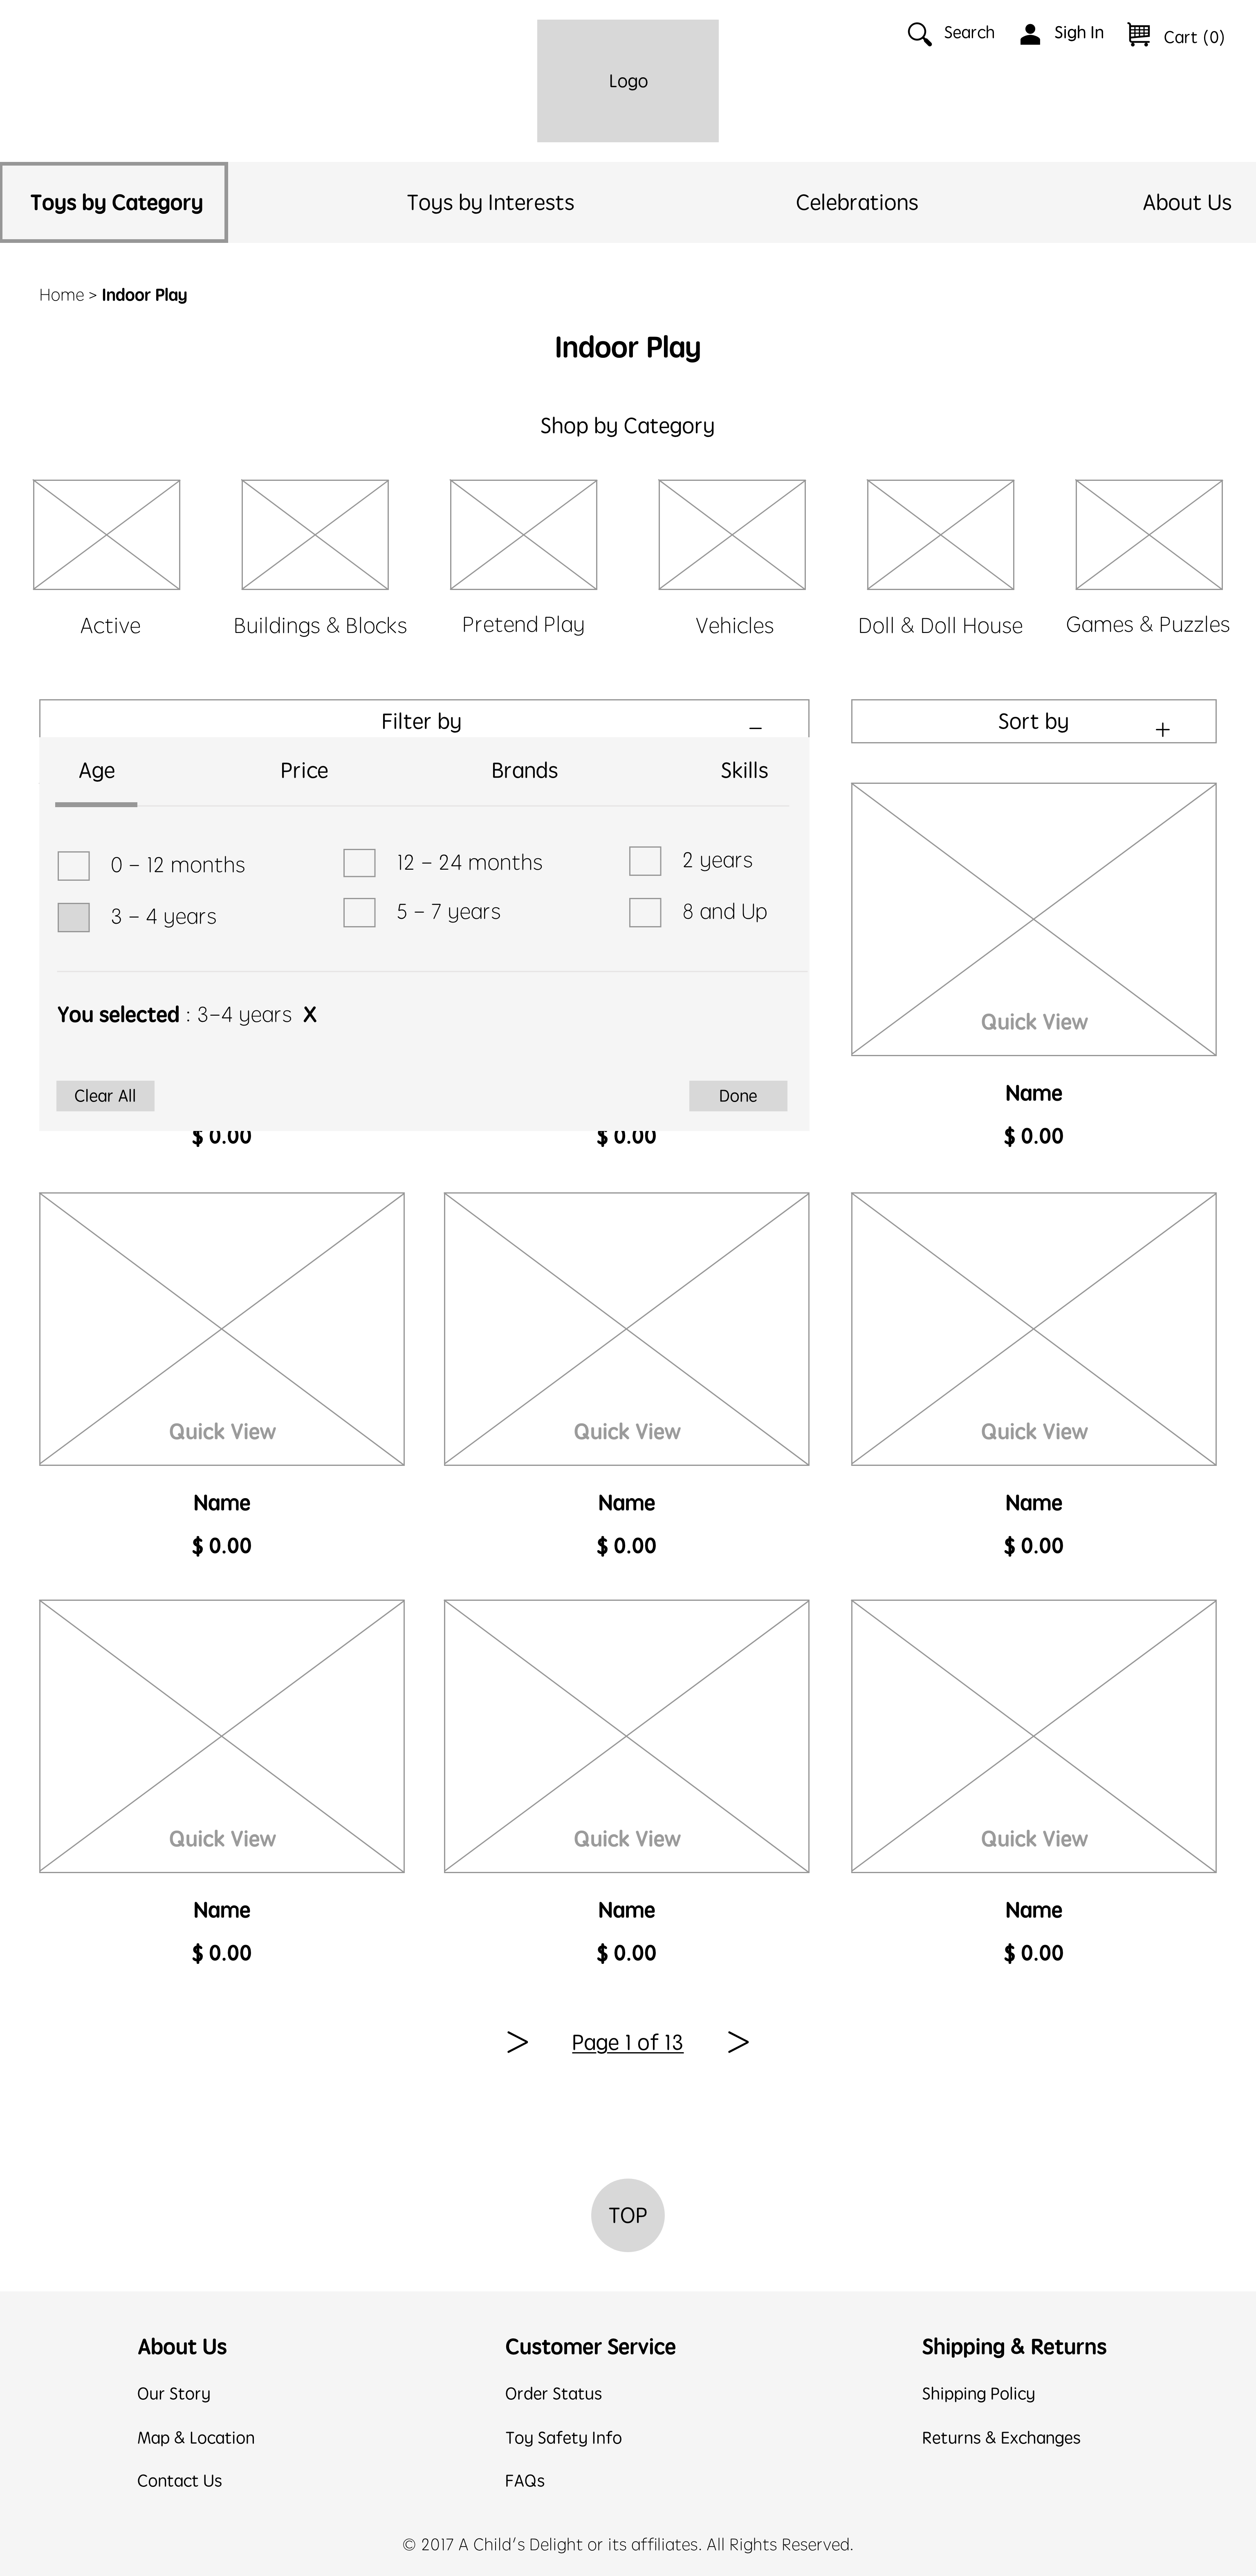 Search Sigh In Cart (0)
Logo
Toys by Category Toys by Interests Celebrations About Us
Home > Indoor Play
Indoor Play
Shop by Category
Active Buildings & Blocks Pretend Play Vehicles Doll & Doll House Games & Puzzles
Filter by – Sort by +
Age Price Brands Skills
0 – 12 months 12 – 24 months 2 years
3 – 4 years 5 – 7 years 8 and Up
You selected : 3–4 years X
Quick View
Clear All Done
Name
$ 0.00 $ 0.00 $ 0.00
Quick View Quick View Quick View
Name Name Name
$ 0.00 $ 0.00 $ 0.00
Quick View Quick View Quick View
Name Name Name
$ 0.00 $ 0.00 $ 0.00
> Page 1 of 13 >
TOP
About Us Customer Service Shipping & Returns
Our Story Order Status Shipping Policy
Map & Location Toy Safety Info Returns & Exchanges
Contact Us FAQs
© 2017 A Child's Delight or its affiliates. All Rights Reserved.